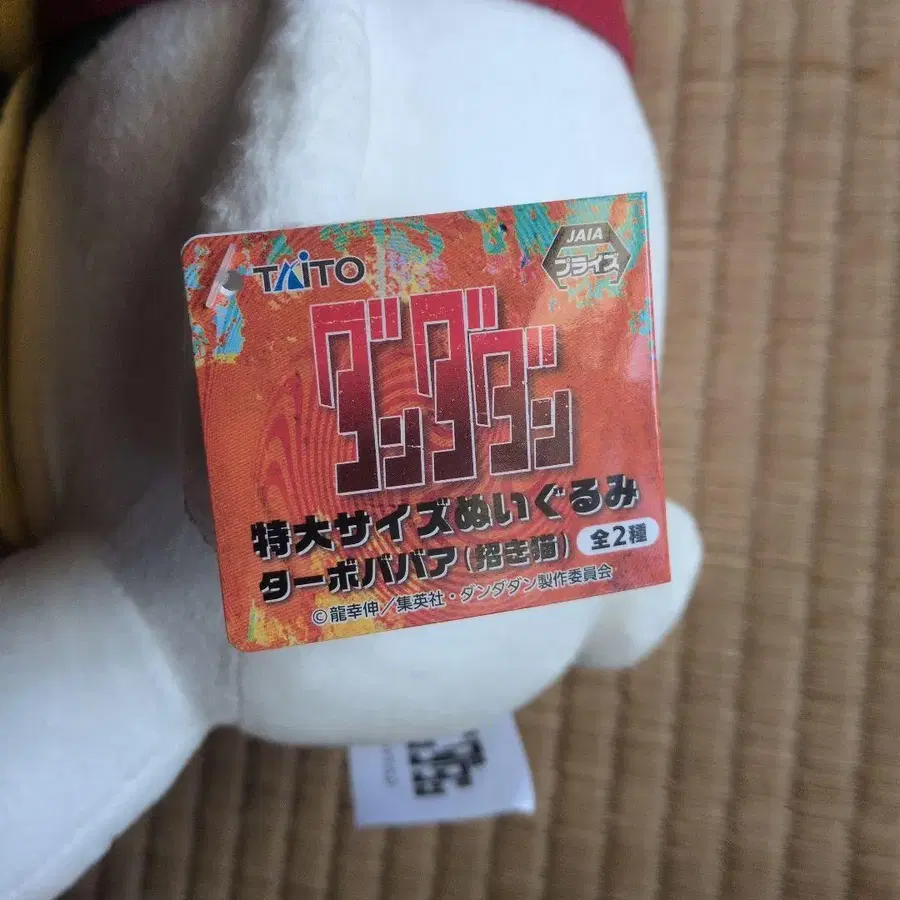 TAITO
JAIA
プライズ
ダンダダン
特大サイズぬいぐるみ
ターボババア(招き猫)
全2種
©龍幸伸/集英社・ダンダダン製作委員会